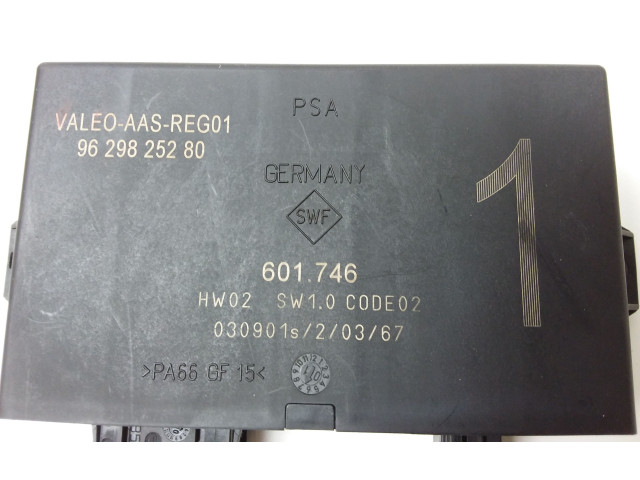 PSA
VALEO-AAS-REG01
96 298 252 80
GERMANY
SWF
1
601.746
HW02 SW1.0 CODE02
030901s/2/03/67
>PA66 GF 15<